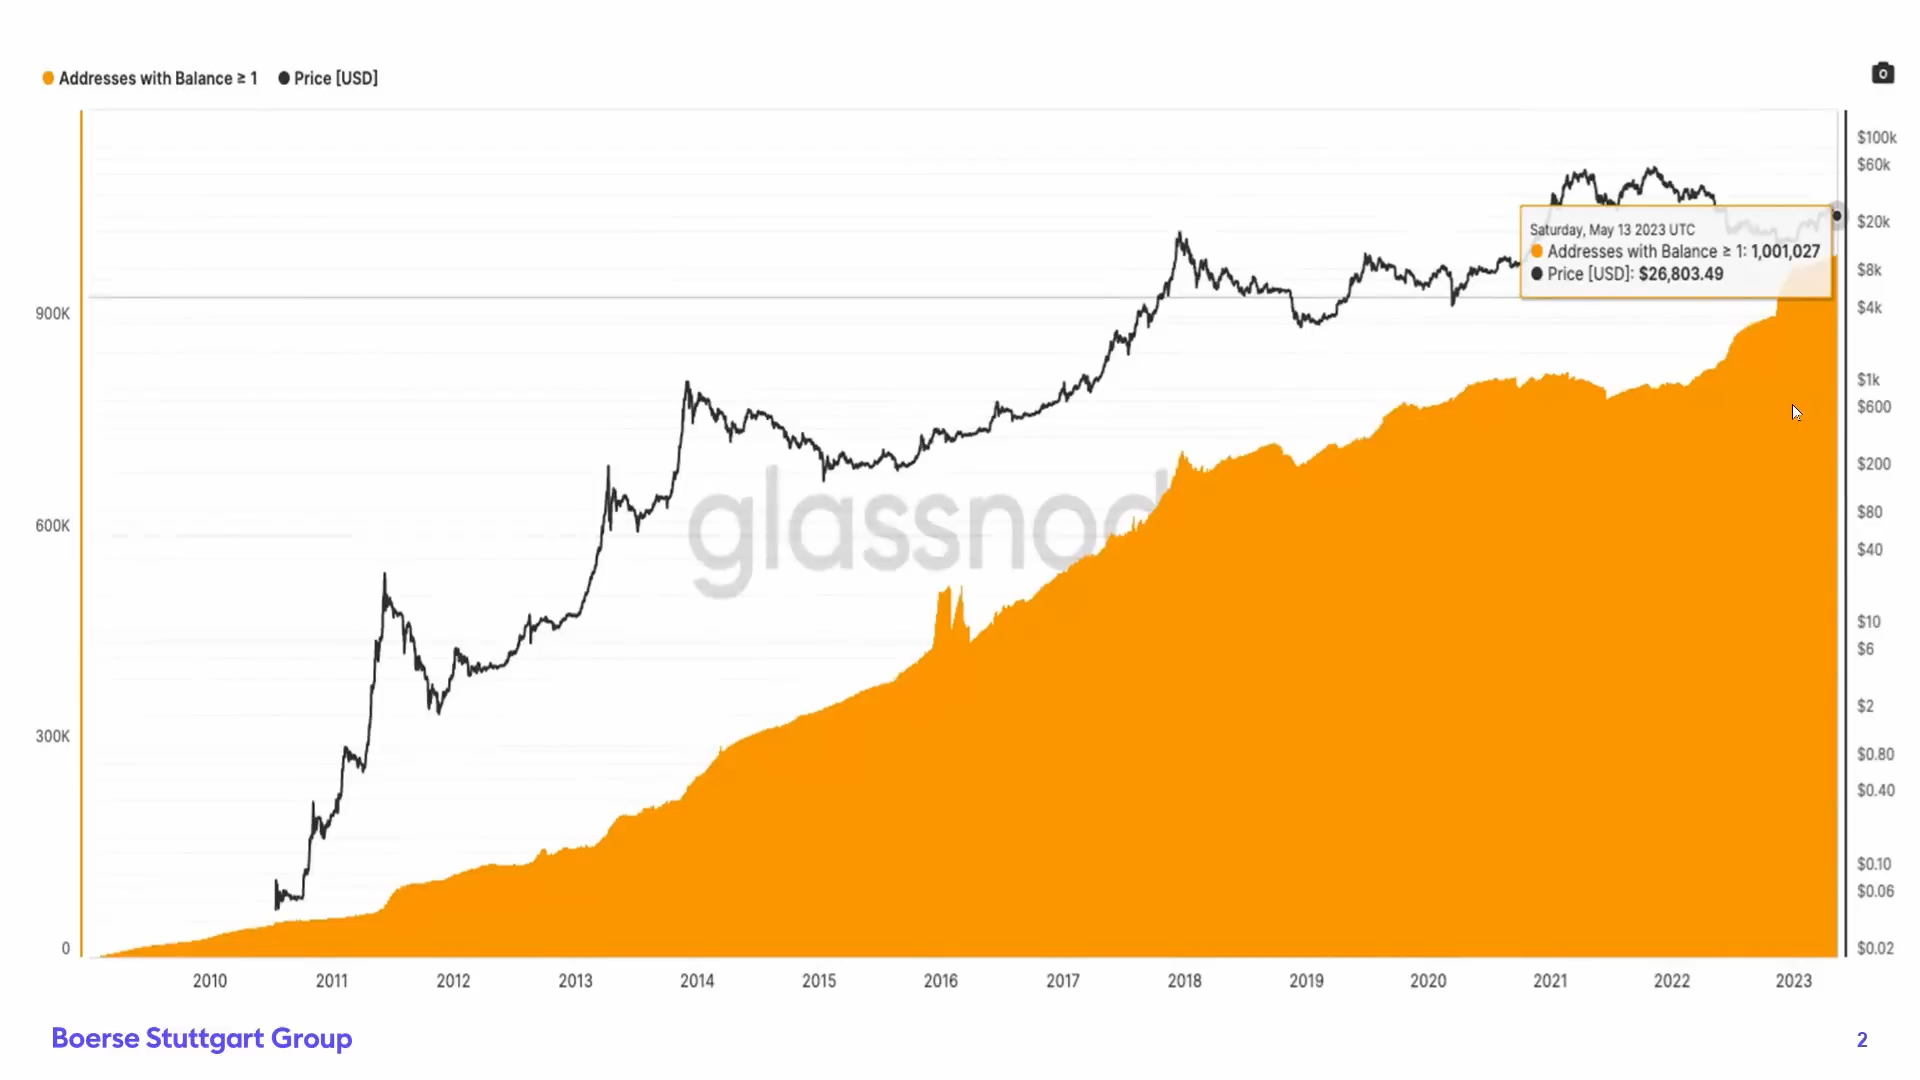 Addresses with Balance ≥ 1 Price [USD]
$100k
$60k
$20k
$8k
$4k
$1k
$600
$200
$80
$40
$10
$6
$2
$0.80
$0.40
$0.10
$0.06
$0.02
900K
600K
300K
0
Saturday, May 13 2023 UTC
Addresses with Balance ≥ 1: 1,001,027
Price [USD]: $26,803.49
glassnod
2010 2011 2012 2013 2014 2015 2016 2017 2018 2019 2020 2021 2022 2023
Boerse Stuttgart Group
2